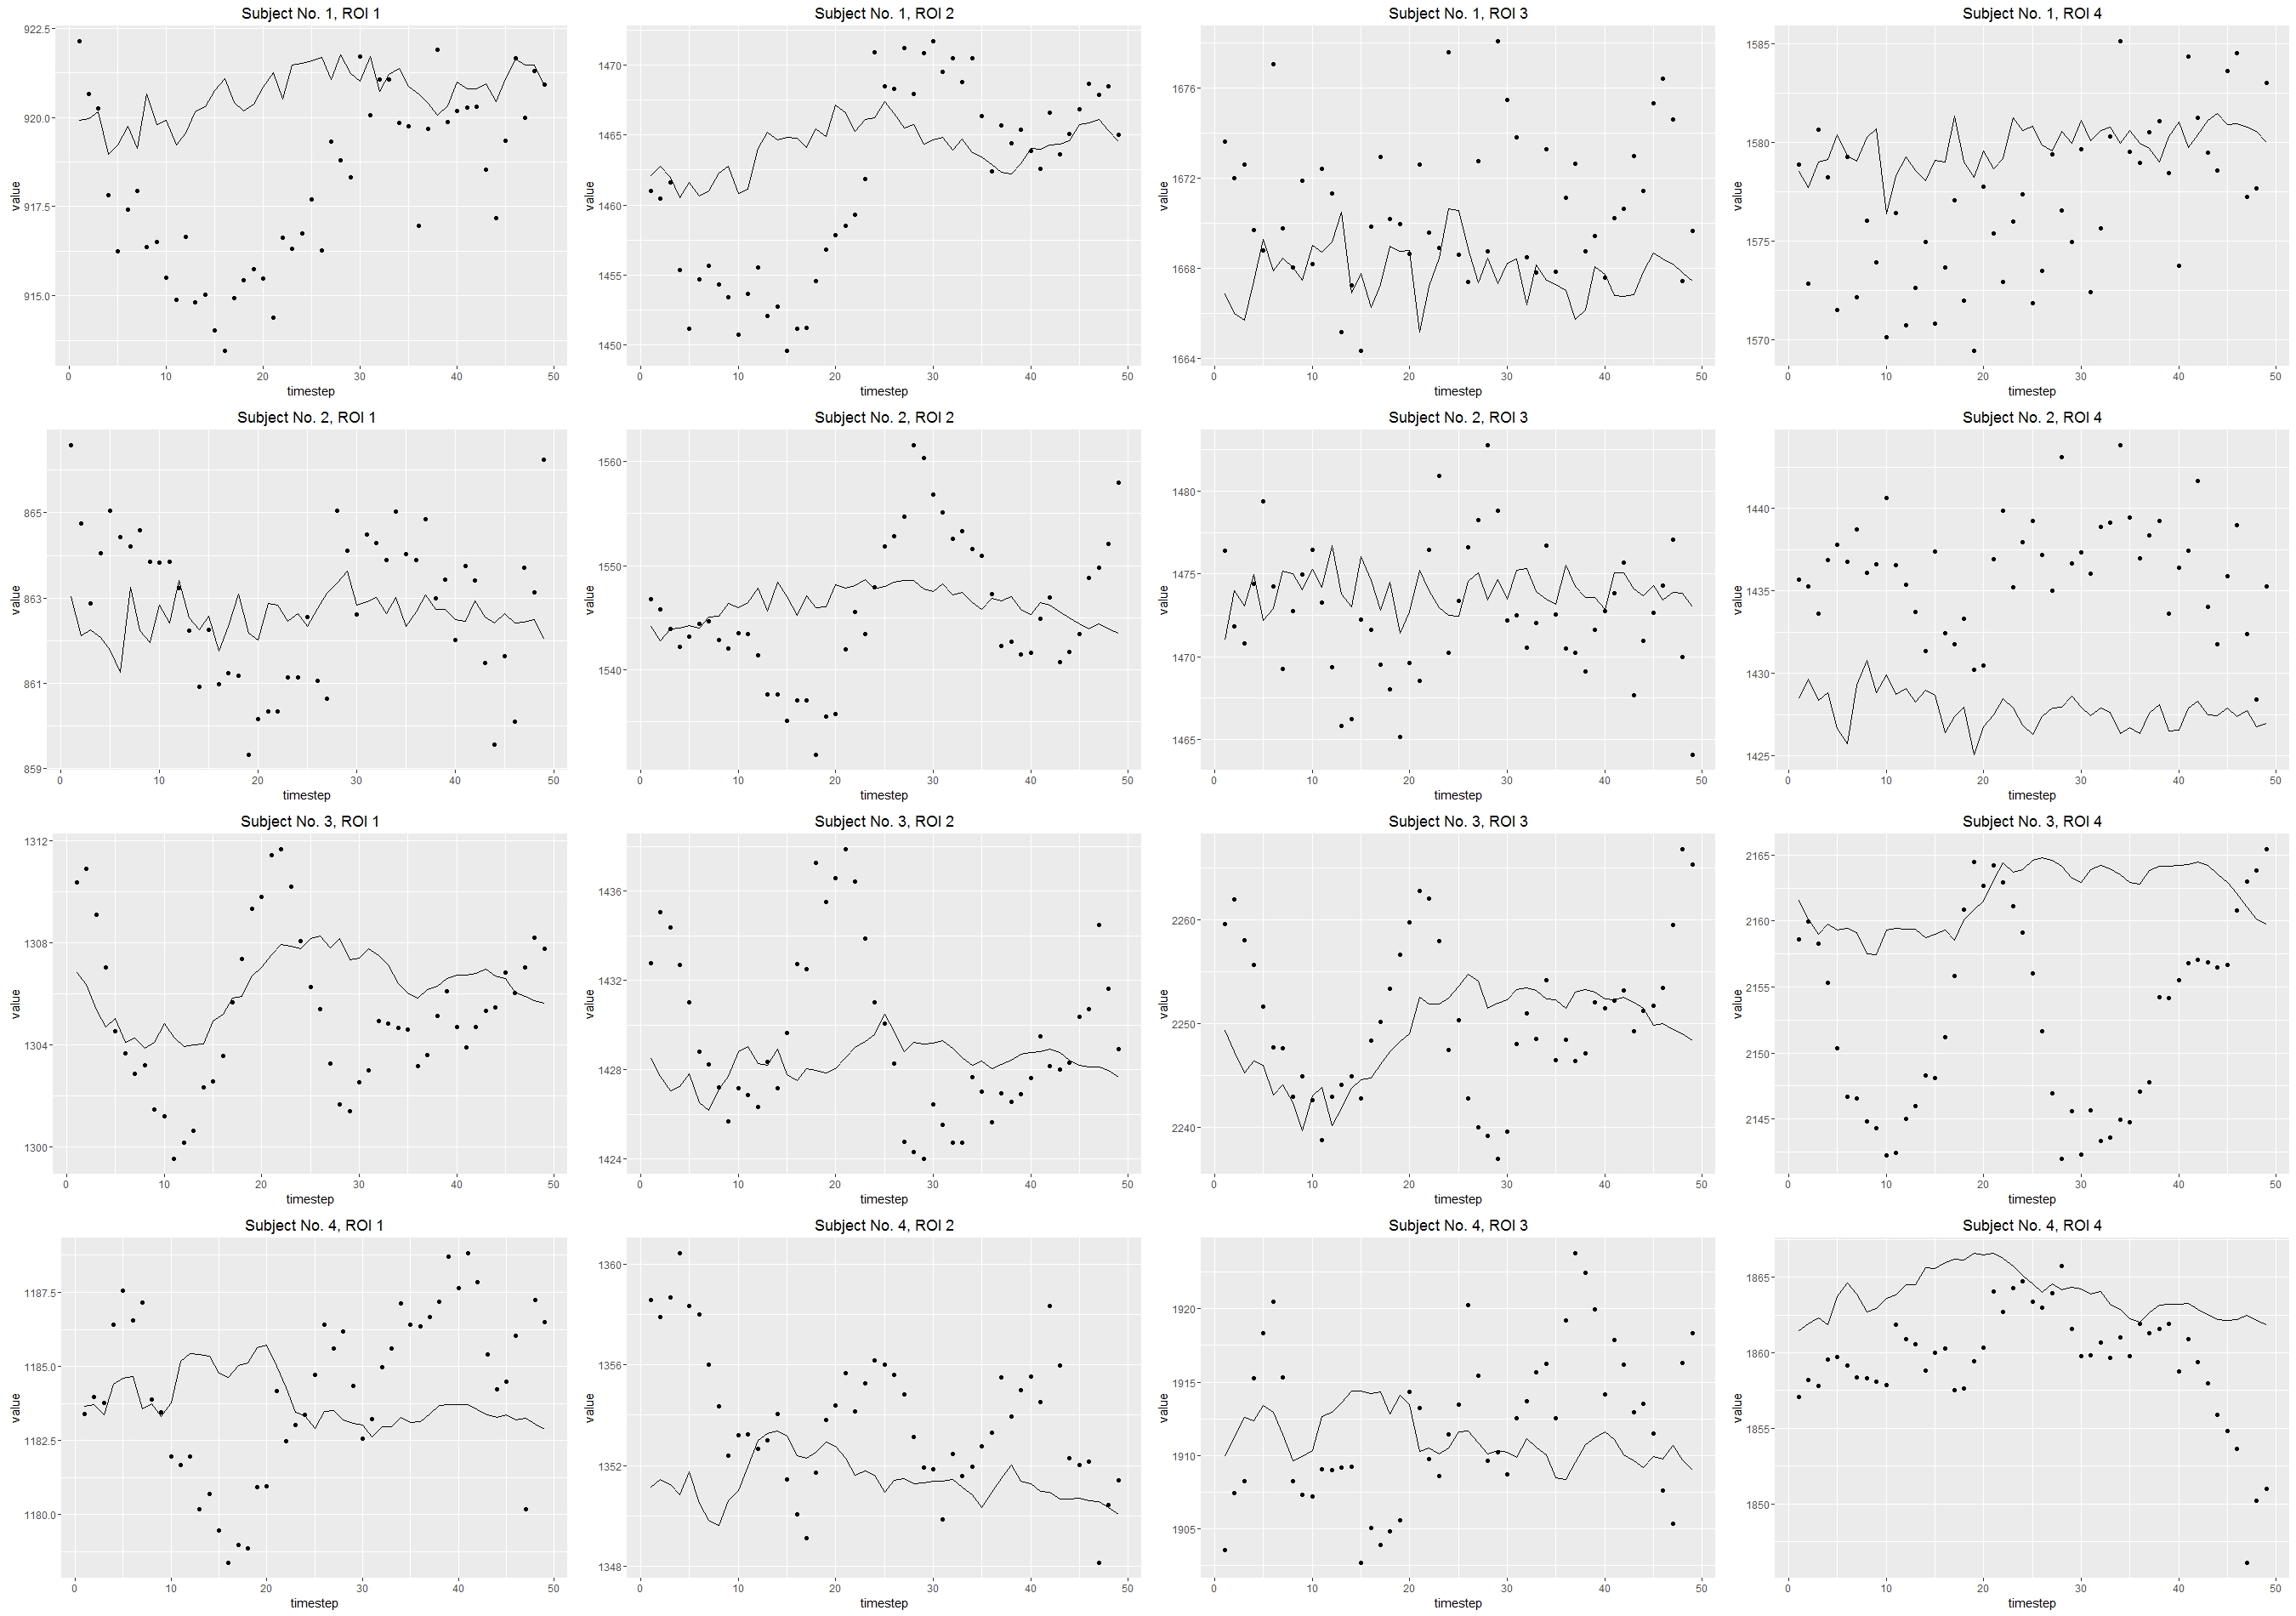 Subject No. 1, ROI 1
922.5
920.0
917.5
915.0
value
0 10 20 30 40 50
timestep
Subject No. 1, ROI 2
1470
1465
1460
1455
1450
value
0 10 20 30 40 50
timestep
Subject No. 1, ROI 3
1676
1672
1668
1664
value
0 10 20 30 40 50
timestep
Subject No. 1, ROI 4
1585
1580
1575
1570
value
0 10 20 30 40 50
timestep
Subject No. 2, ROI 1
865
863
861
859
value
0 10 20 30 40 50
timestep
Subject No. 2, ROI 2
1560
1550
1540
value
0 10 20 30 40 50
timestep
Subject No. 2, ROI 3
1480
1475
1470
1465
value
0 10 20 30 40 50
timestep
Subject No. 2, ROI 4
1440
1435
1430
1425
value
0 10 20 30 40 50
timestep
Subject No. 3, ROI 1
1312
1308
1304
1300
value
0 10 20 30 40 50
timestep
Subject No. 3, ROI 2
1436
1432
1428
1424
value
0 10 20 30 40 50
timestep
Subject No. 3, ROI 3
2260
2250
2240
value
0 10 20 30 40 50
timestep
Subject No. 3, ROI 4
2165
2160
2155
2150
2145
value
0 10 20 30 40 50
timestep
Subject No. 4, ROI 1
1187.5
1185.0
1182.5
1180.0
value
0 10 20 30 40 50
timestep
Subject No. 4, ROI 2
1360
1356
1352
1348
value
0 10 20 30 40 50
timestep
Subject No. 4, ROI 3
1920
1915
1910
1905
value
0 10 20 30 40 50
timestep
Subject No. 4, ROI 4
1865
1860
1855
1850
value
0 10 20 30 40 50
timestep